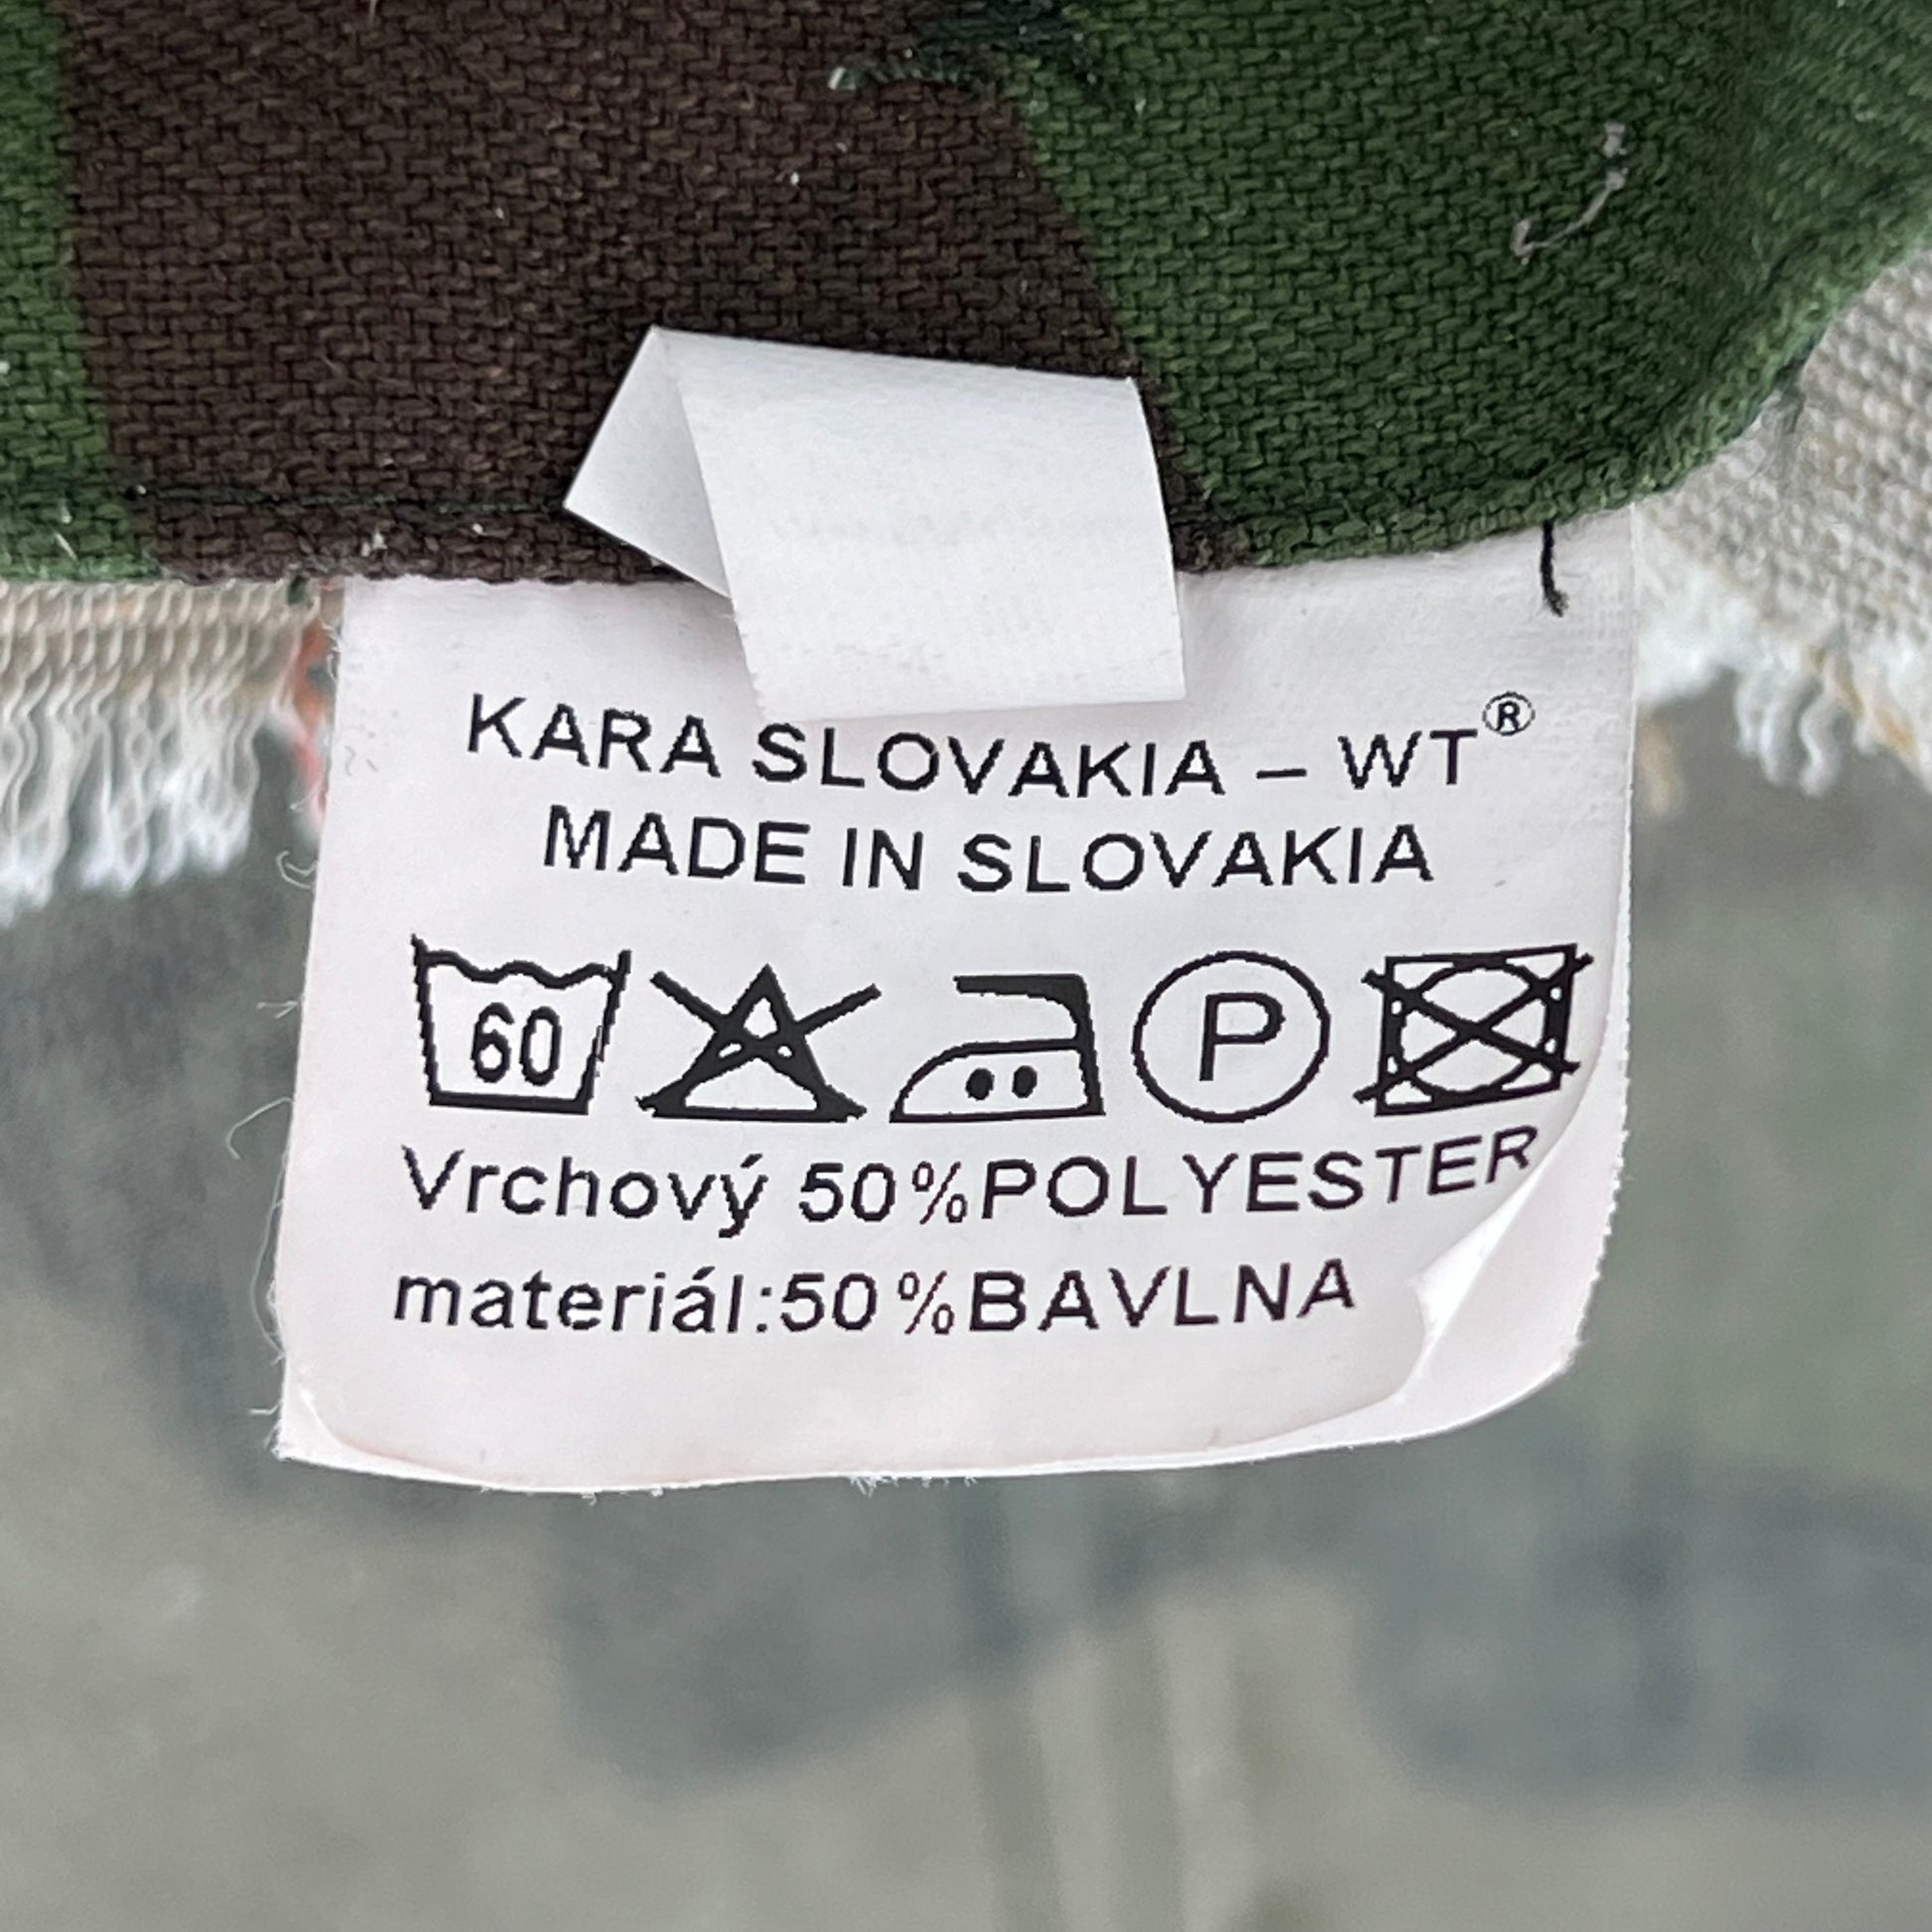 KARA SLOVAKIA – WT®
MADE IN SLOVAKIA
60 P
Vrchový 50%POLYESTER
materiál:50%BAVLNA